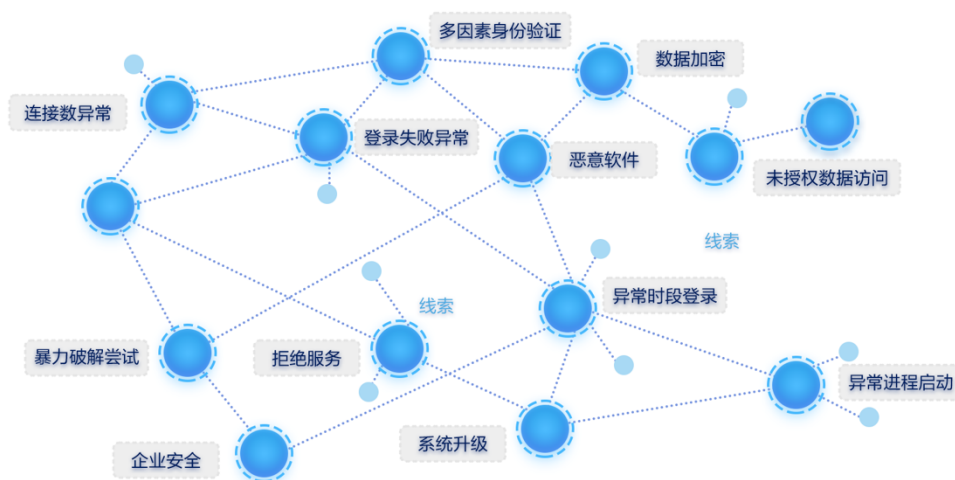 多因素身份验证
数据加密
连接数异常
登录失败异常
恶意软件
未授权数据访问
线索
异常时段登录
线索
暴力破解尝试
拒绝服务
异常进程启动
系统升级
企业安全